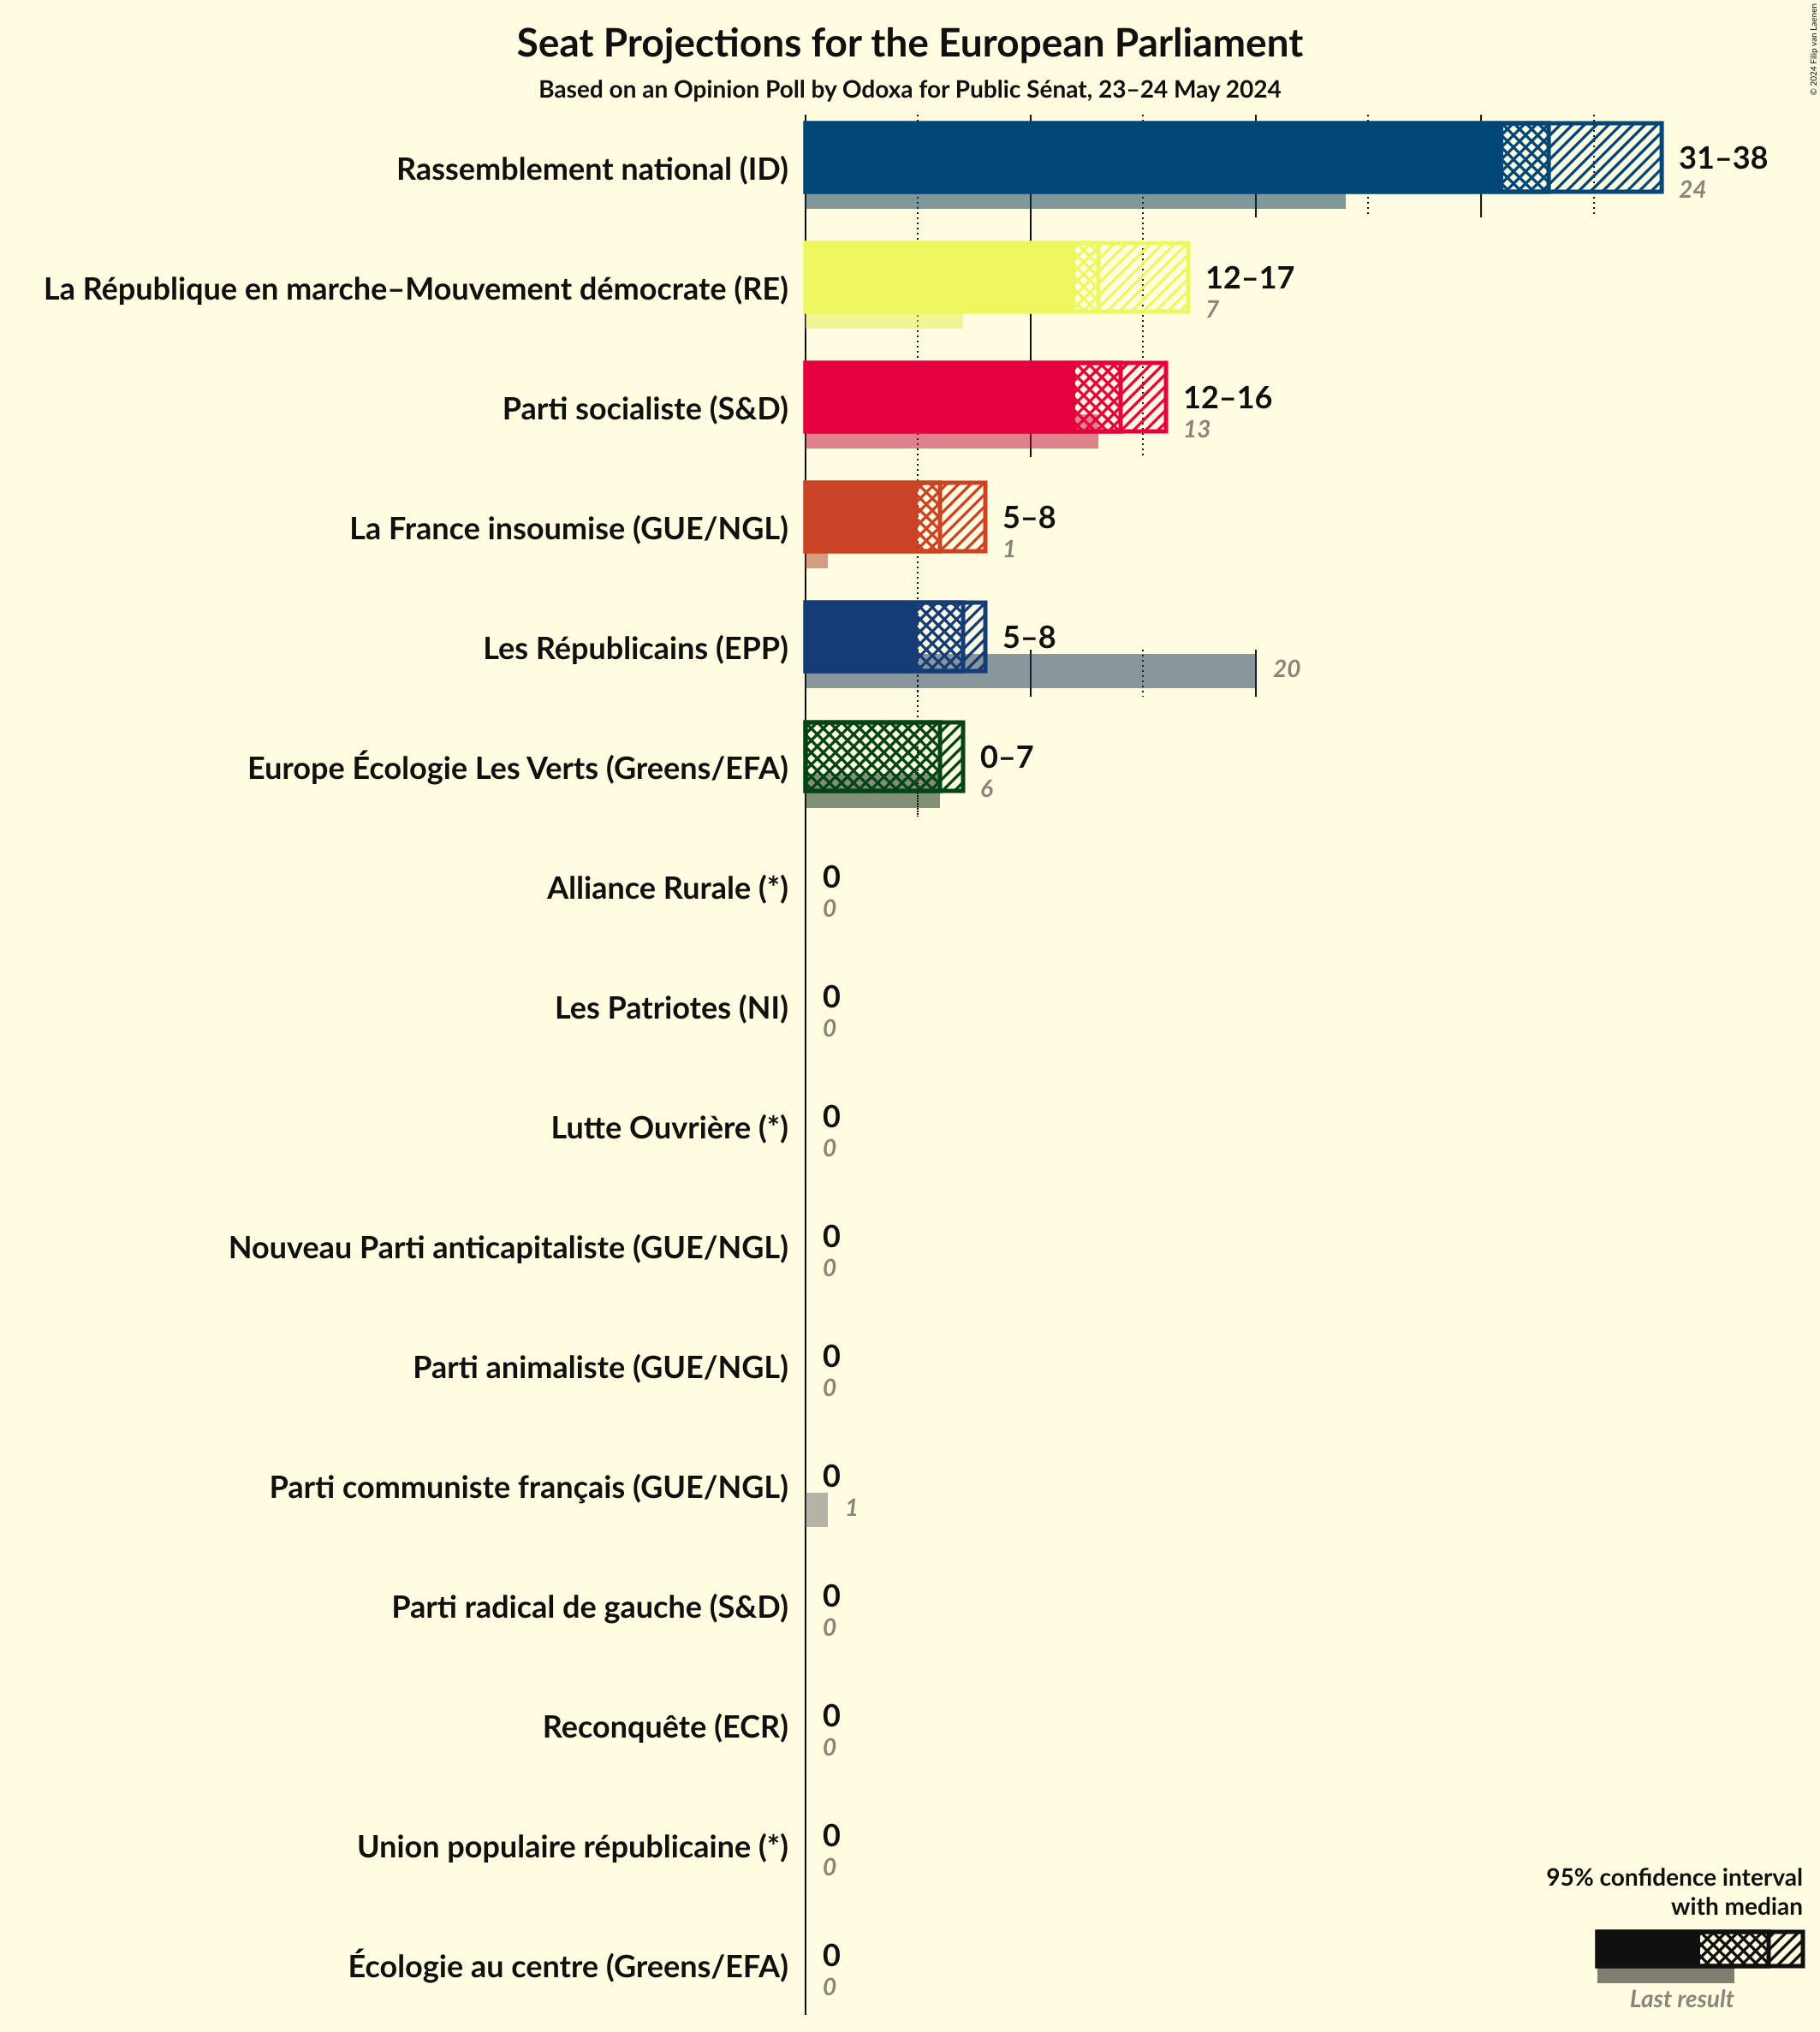 Seat Projections for the European Parliament
Based on an Opinion Poll by Odoxa for Public Sénat, 23–24 May 2024
© 2024 Filip van Laenen
Rassemblement national (ID)
31–38
24
La République en marche–Mouvement démocrate (RE)
12–17
7
Parti socialiste (S&D)
12–16
13
La France insoumise (GUE/NGL)
5–8
1
Les Républicains (EPP)
5–8
20
Europe Écologie Les Verts (Greens/EFA)
0–7
6
Alliance Rurale (*)
0
0
Les Patriotes (NI)
0
0
Lutte Ouvrière (*)
0
0
Nouveau Parti anticapitaliste (GUE/NGL)
0
0
Parti animaliste (GUE/NGL)
0
0
Parti communiste français (GUE/NGL)
0
1
Parti radical de gauche (S&D)
0
0
Reconquête (ECR)
0
0
Union populaire républicaine (*)
0
0
Écologie au centre (Greens/EFA)
0
0
95% confidence interval
with median
Last result